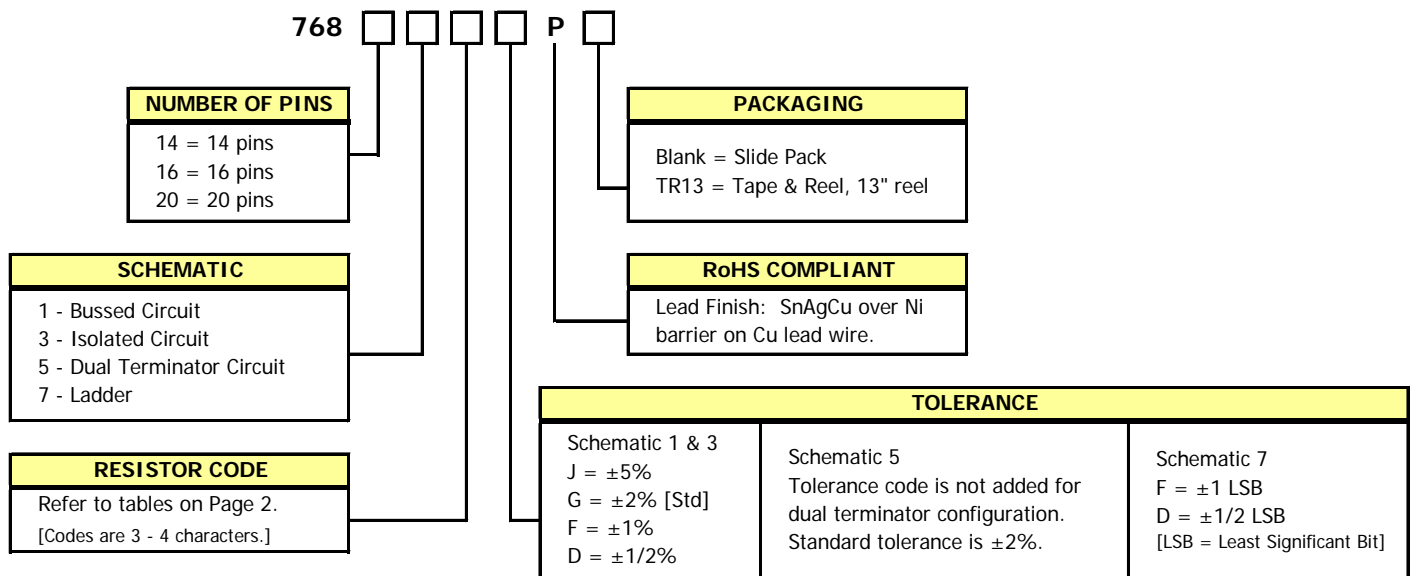 768 P
NUMBER OF PINS
14 = 14 pins
16 = 16 pins
20 = 20 pins
PACKAGING
Blank = Slide Pack
TR13 = Tape & Reel, 13" reel
SCHEMATIC
1 - Bussed Circuit
3 - Isolated Circuit
5 - Dual Terminator Circuit
7 - Ladder
RoHS COMPLIANT
Lead Finish: SnAgCu over Ni
barrier on Cu lead wire.
RESISTOR CODE
Refer to tables on Page 2.
[Codes are 3 - 4 characters.]
TOLERANCE
Schematic 1 & 3
J = ±5%
G = ±2% [Std]
F = ±1%
D = ±1/2%
Schematic 5
Tolerance code is not added for
dual terminator configuration.
Standard tolerance is ±2%.
Schematic 7
F = ±1 LSB
D = ±1/2 LSB
[LSB = Least Significant Bit]